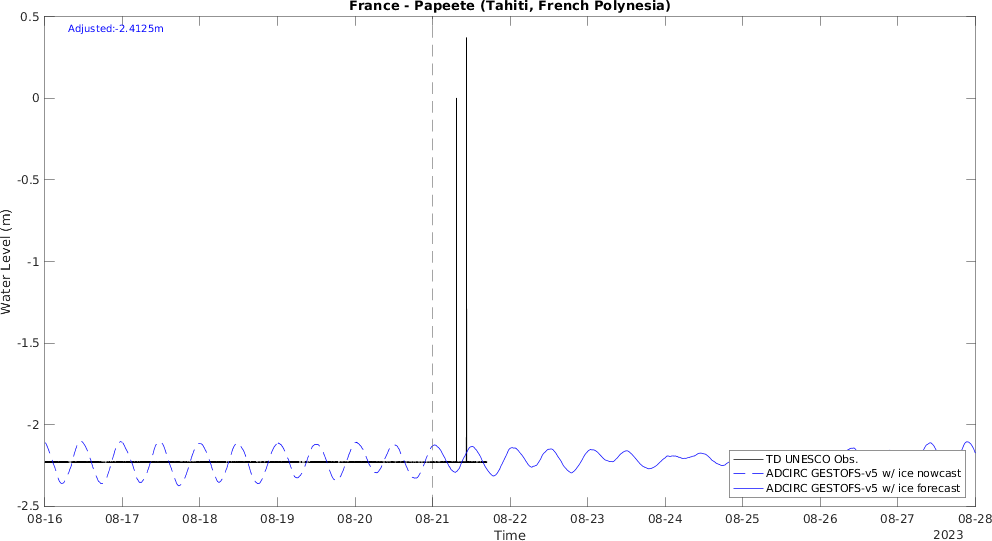 France - Papeete (Tahiti, French Polynesia)
Adjusted:-2.4125m
0.5
0
-0.5
-1
-1.5
-2
-2.5
Water Level (m)
TD UNESCO Obs.
ADCIRC GESTOFS-v5 w/ ice nowcast
ADCIRC GESTOFS-v5 w/ ice forecast
08-16 08-17 08-18 08-19 08-20 08-21 08-22 08-23 08-24 08-25 08-26 08-27 08-28
Time
2023